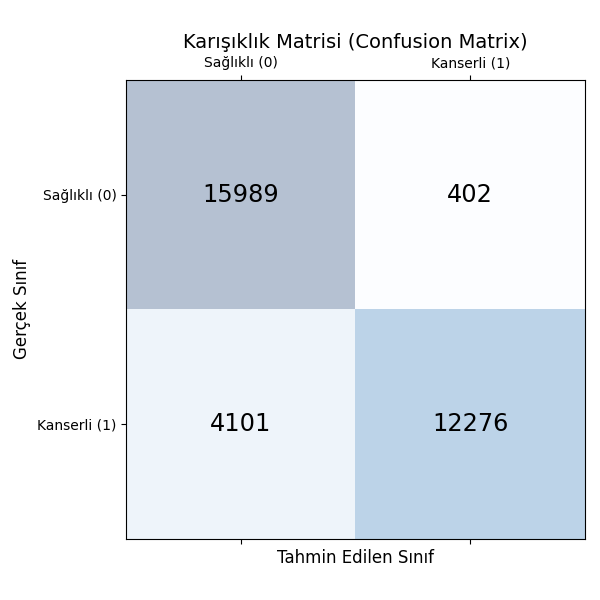 Karışıklık Matrisi (Confusion Matrix)
Sağlıklı (0) Kanserli (1)
Sağlıklı (0) 15989 402
Gerçek Sınıf
Kanserli (1) 4101 12276
Tahmin Edilen Sınıf